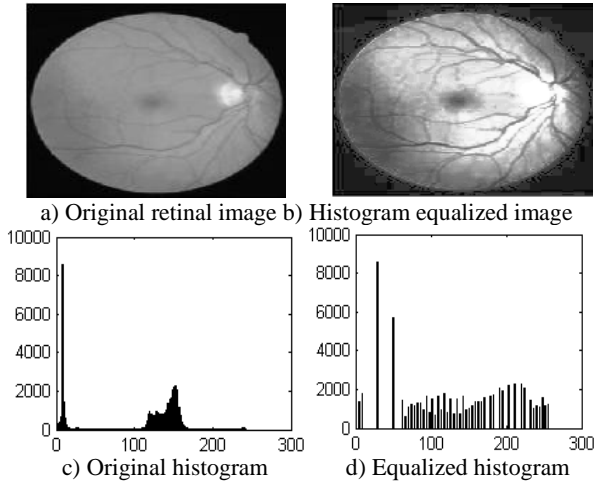 a) Original retinal image b) Histogram equalized image
10000
8000
6000
4000
2000
0
0 100 200 300
c) Original histogram
10000
8000
6000
4000
2000
0
0 100 200 300
d) Equalized histogram